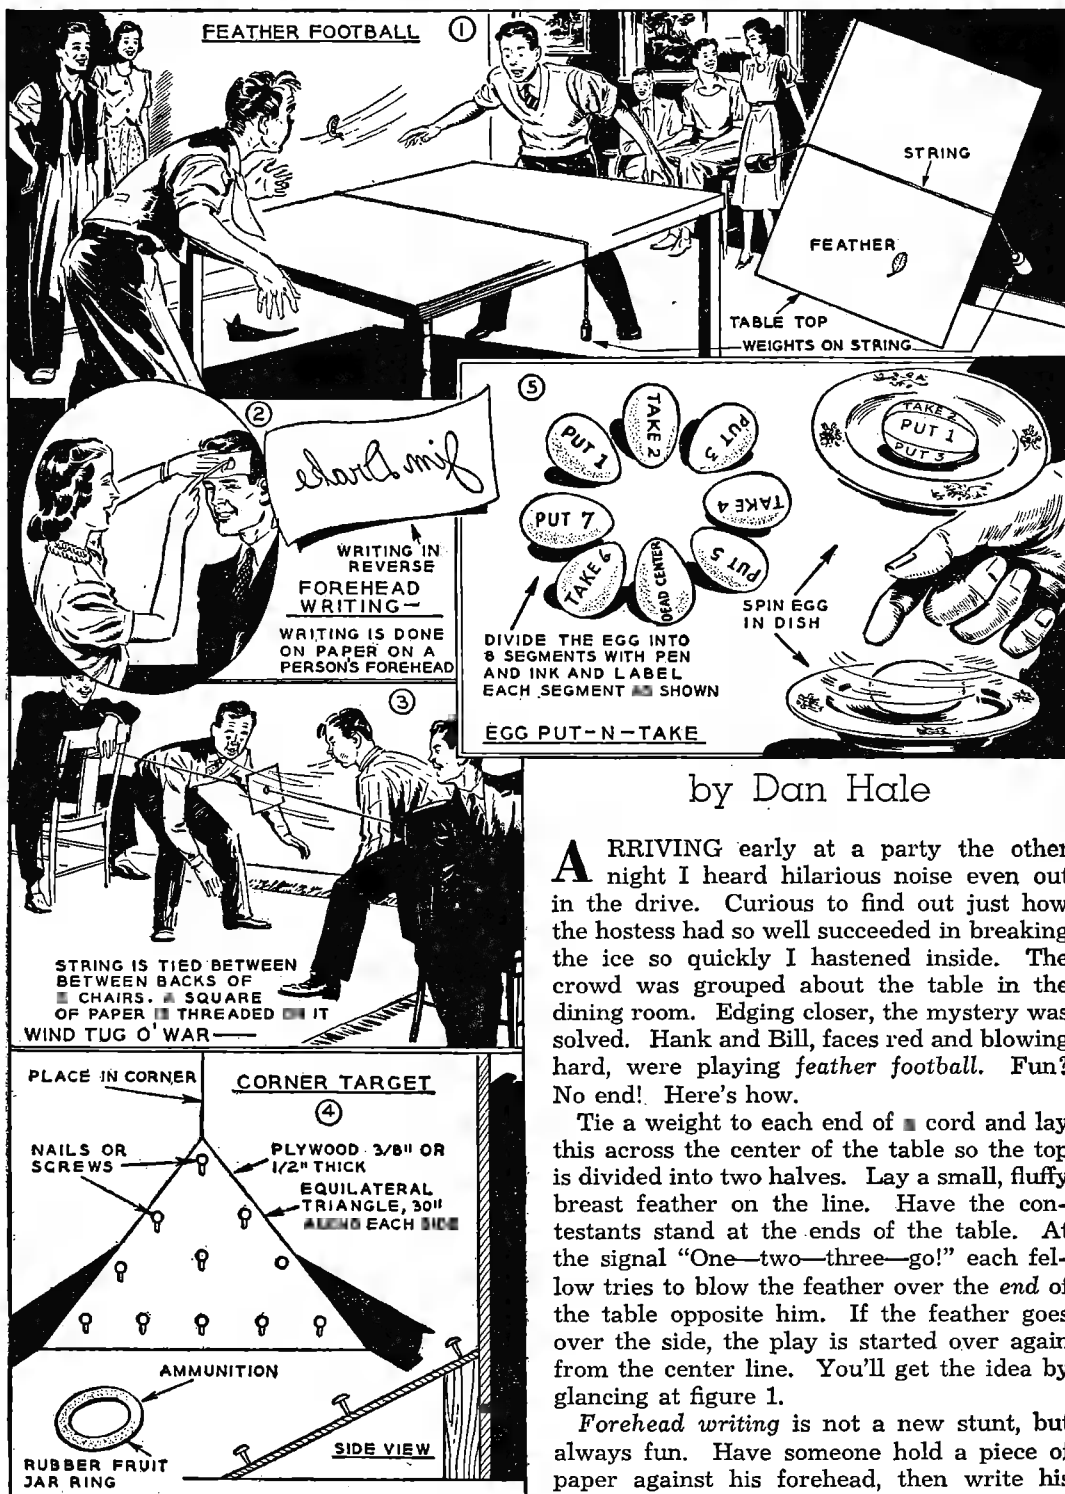 FEATHER FOOTBALL ①
STRING
FEATHER
TABLE TOP
WEIGHTS ON STRING
②
Jim Drake
WRITING IN
REVERSE
FOREHEAD
WRITING—
WRITING IS DONE
ON PAPER ON A
PERSON'S FOREHEAD
⑤
PUT 1
TAKE 2
PUT 3
TAKE 4
PUT 5
DEAD CENTER
TAKE 6
PUT 7
TAKE 2
PUT 1
PUT 3
SPIN EGG
IN DISH
DIVIDE THE EGG INTO
8 SEGMENTS WITH PEN
AND INK AND LABEL
EACH SEGMENT SHOWN
EGG PUT-N-TAKE
③
STRING IS TIED BETWEEN
BETWEEN BACKS OF
CHAIRS. SQUARE
OF PAPER THREADED IT
WIND TUG O' WAR—
PLACE IN CORNER
CORNER TARGET
④
NAILS OR
SCREWS
PLYWOOD 3/8" OR
1/2" THICK
EQUILATERAL
TRIANGLE, 30"
EACH
AMMUNITION
RUBBER FRUIT
JAR RING
SIDE VIEW
by Dan Hale
ARRIVING early at a party the other
night I heard hilarious noise even out
in the drive. Curious to find out just how
the hostess had so well succeeded in breaking
the ice so quickly I hastened inside. The
crowd was grouped about the table in the
dining room. Edging closer, the mystery was
solved. Hank and Bill, faces red and blowing
hard, were playing feather football. Fun?
No end! Here's how.
Tie a weight to each end of cord and lay
this across the center of the table so the top
is divided into two halves. Lay a small, fluffy
breast feather on the line. Have the con-
testants stand at the ends of the table. At
the signal "One—two—three—go!" each fel-
low tries to blow the feather over the end of
the table opposite him. If the feather goes
over the side, the play is started over again
from the center line. You'll get the idea by
glancing at figure 1.
Forehead writing is not a new stunt, but
always fun. Have someone hold a piece of
paper against his forehead, then write his